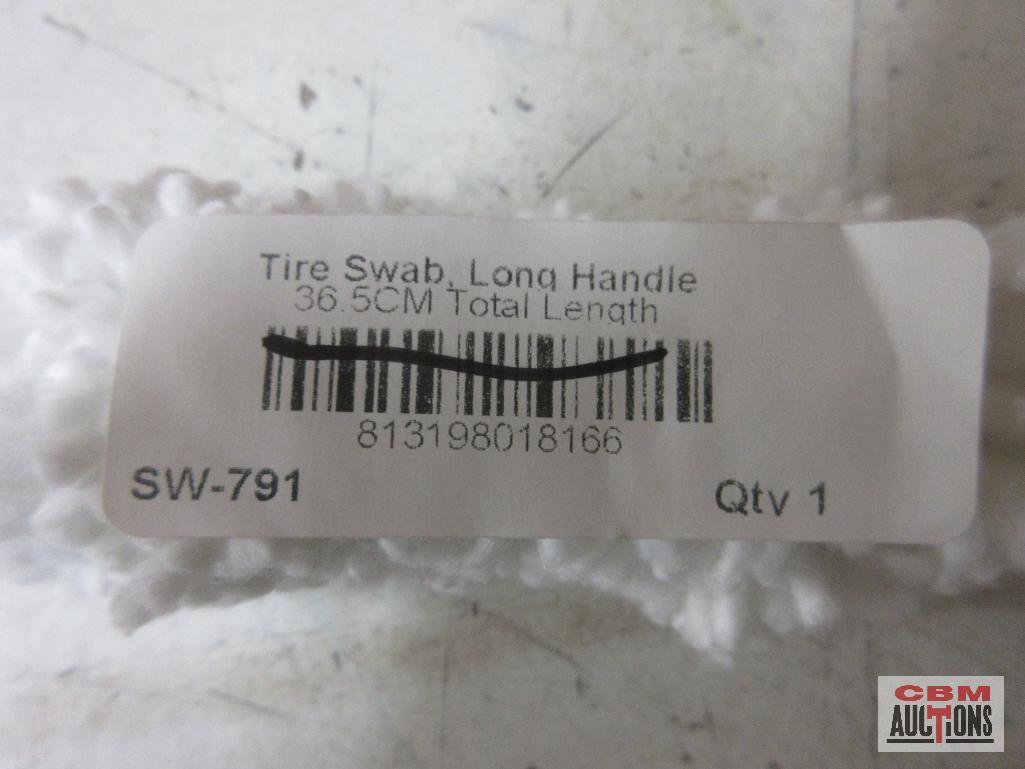 Tire Swab, Long Handle
36.5CM Total Length
813198018166
SW-791
Qty 1
CBM
AUCTIONS